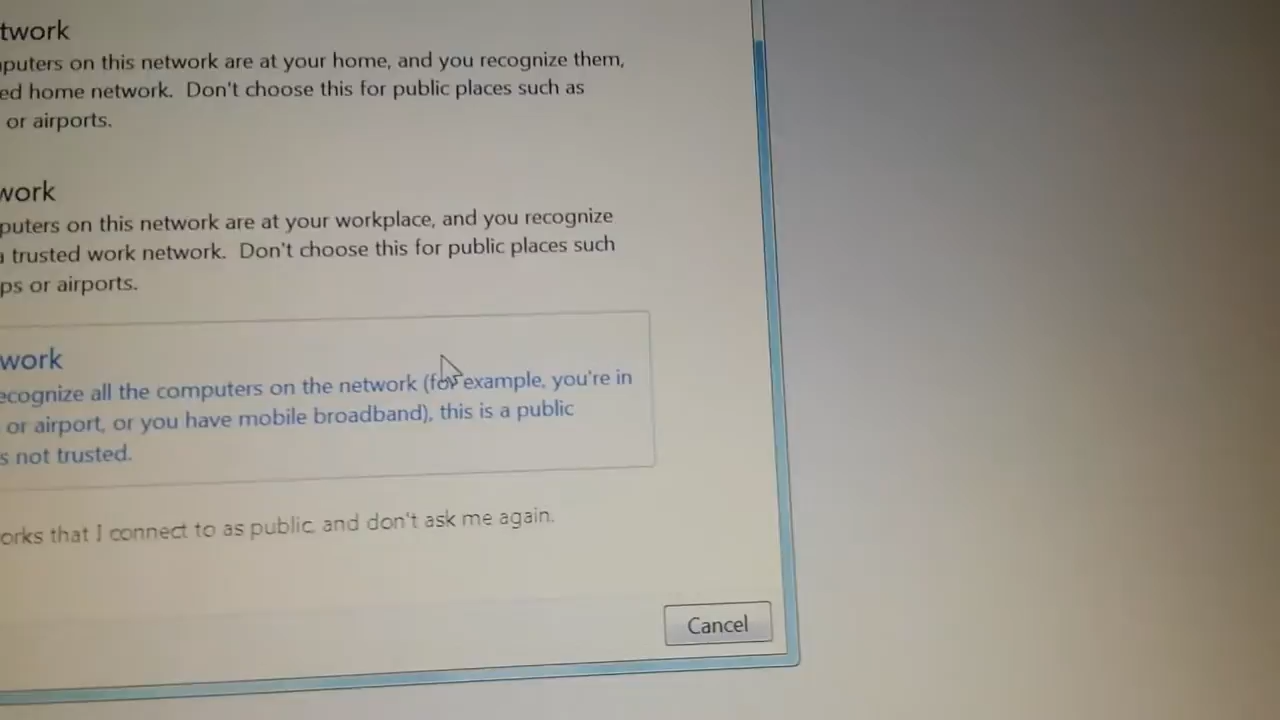 twork
puters on this network are at your home, and you recognize them,
ed home network. Don't choose this for public places such as
or airports.
work
puters on this network are at your workplace, and you recognize
a trusted work network. Don't choose this for public places such
ps or airports.
work
ecognize all the computers on the network (for example, you're in
or airport, or you have mobile broadband), this is a public
s not trusted.
orks that I connect to as public, and don't ask me again.
Cancel